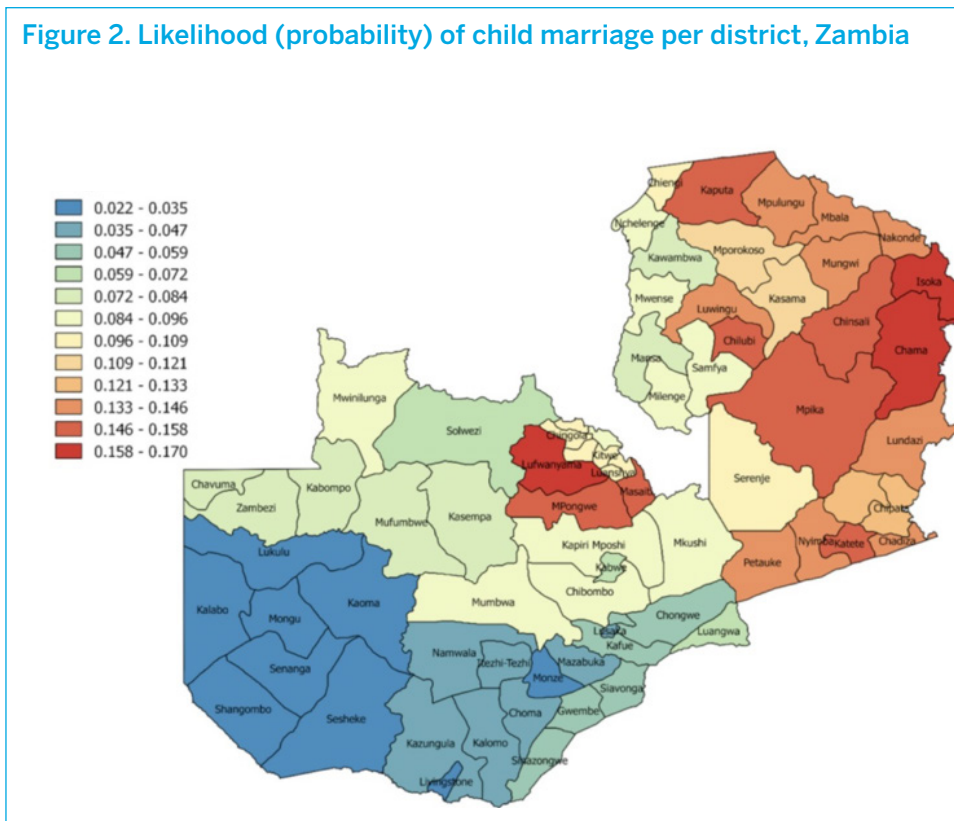 Figure 2. Likelihood (probability) of child marriage per district, Zambia
0.022 - 0.035
0.035 - 0.047
0.047 - 0.059
0.059 - 0.072
0.072 - 0.084
0.084 - 0.096
0.096 - 0.109
0.109 - 0.121
0.121 - 0.133
0.133 - 0.146
0.146 - 0.158
0.158 - 0.170
Chiengi
Kaputa
Mpulungu
Mbala
Nchelenge
Nakonde
Mporokoso
Kawambwa
Mungwi
Isoka
Mwense
Kasama
Luwingu
Chinsali
Chilubi
Chama
Mansa
Samfya
Milenge
Mwinilunga
Mpika
Solwezi
Chingola
Lundazi
Kitwe
Lufwanyama
Luanshya
Serenje
Chavuma
Kabompo
Masaiti
Zambezi
MPongwe
Chipata
Mufumbwe
Kasempa
Kapiri Mposhi
Mkushi
Nyimba
Katete
Chadiza
Lukulu
Petauke
Kabwe
Chibombo
Kaoma
Mumbwa
Kalabo
Mongu
Chongwe
Lusaka
Luangwa
Kafue
Namwala
Itezhi-Tezhi
Mazabuka
Senanga
Monze
Siavonga
Shangombo
Choma
Gwembe
Sesheke
Kazungula
Kalomo
Sinazongwe
Livingstone